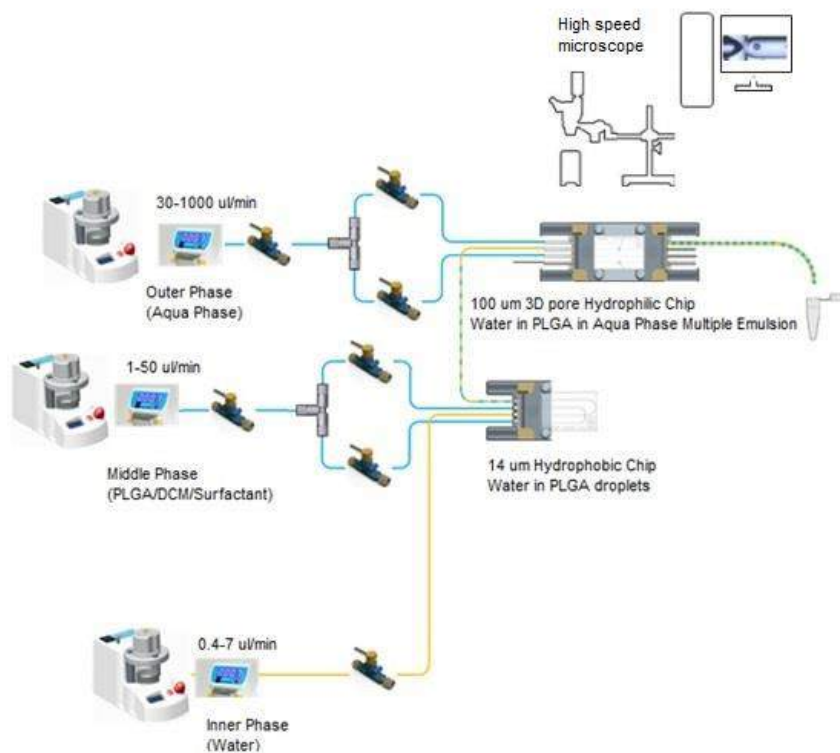 High speed
microscope
30-1000 ul/min
Outer Phase
(Aqua Phase)
100 um 3D pore Hydrophilic Chip
Water in PLGA in Aqua Phase Multiple Emulsion
1-50 ul/min
Middle Phase
(PLGA/DCM/Surfactant)
14 um Hydrophobic Chip
Water in PLGA droplets
0.4-7 ul/min
Inner Phase
(Water)